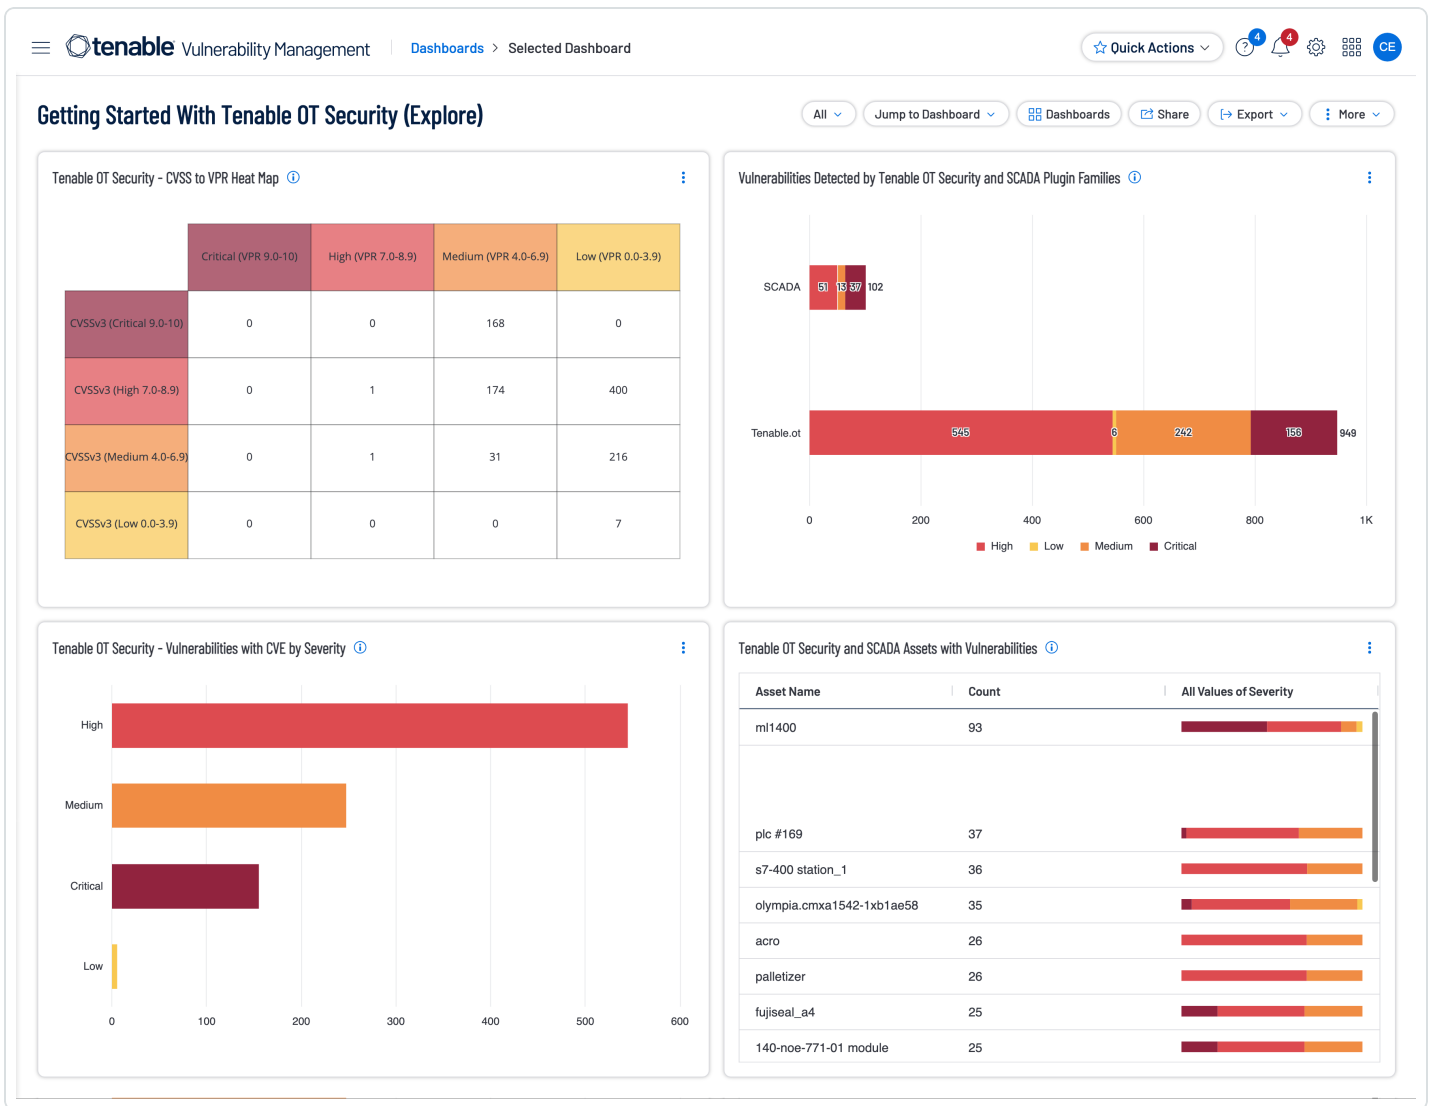 tenable Vulnerability Management Dashboards > Selected Dashboard Quick Actions 4 4 CE
Getting Started With Tenable OT Security (Explore) All Jump to Dashboard Dashboards Share Export More
Tenable OT Security - CVSS to VPR Heat Map
Critical (VPR 9.0-10) High (VPR 7.0-8.9) Medium (VPR 4.0-6.9) Low (VPR 0.0-3.9)
CVSSv3 (Critical 9.0-10) 0 0 168 0
CVSSv3 (High 7.0-8.9) 0 1 174 400
CVSSv3 (Medium 4.0-6.9) 0 1 31 216
CVSSv3 (Low 0.0-3.9) 0 0 0 7
Vulnerabilities Detected by Tenable OT Security and SCADA Plugin Families
SCADA 51 13 37 102
Tenable.ot 545 6 242 156 949
0 200 400 600 800 1K
High Low Medium Critical
Tenable OT Security - Vulnerabilities with CVE by Severity
High
Medium
Critical
Low
0 100 200 300 400 500 600
Tenable OT Security and SCADA Assets with Vulnerabilities
Asset Name Count All Values of Severity
ml1400 93
plc #169 37
s7-400 station_1 36
olympia.cmxa1542-1xb1ae58 35
acro 26
palletizer 26
fujiseal_a4 25
140-noe-771-01 module 25